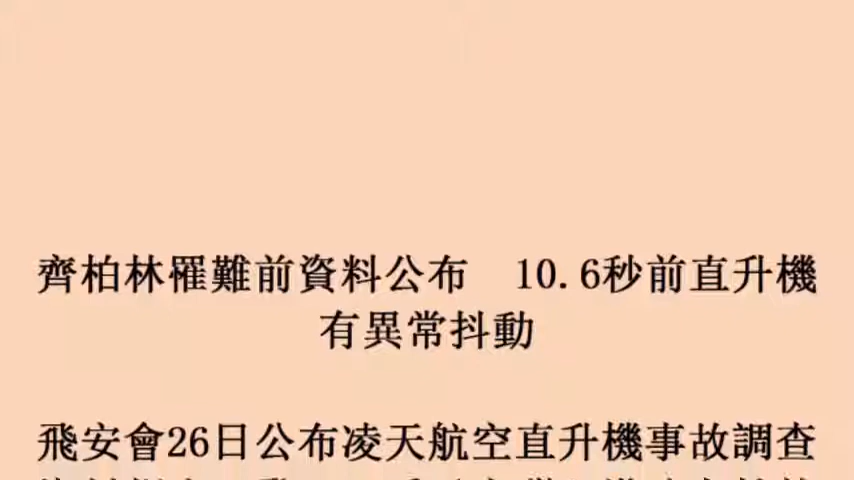 齊柏林罹難前資料公布　10.6秒前直升機
有異常抖動
飛安會26日公布凌天航空直升機事故調查